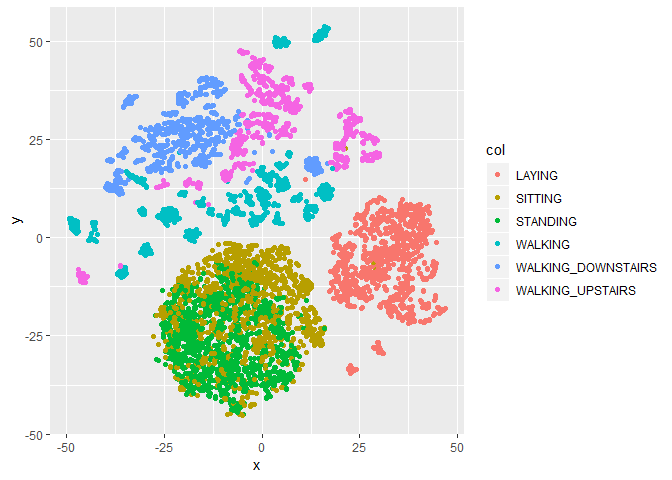 50
25
0
-25
-50
y
-50
-25
0
25
50
x
col
LAYING
SITTING
STANDING
WALKING
WALKING_DOWNSTAIRS
WALKING_UPSTAIRS